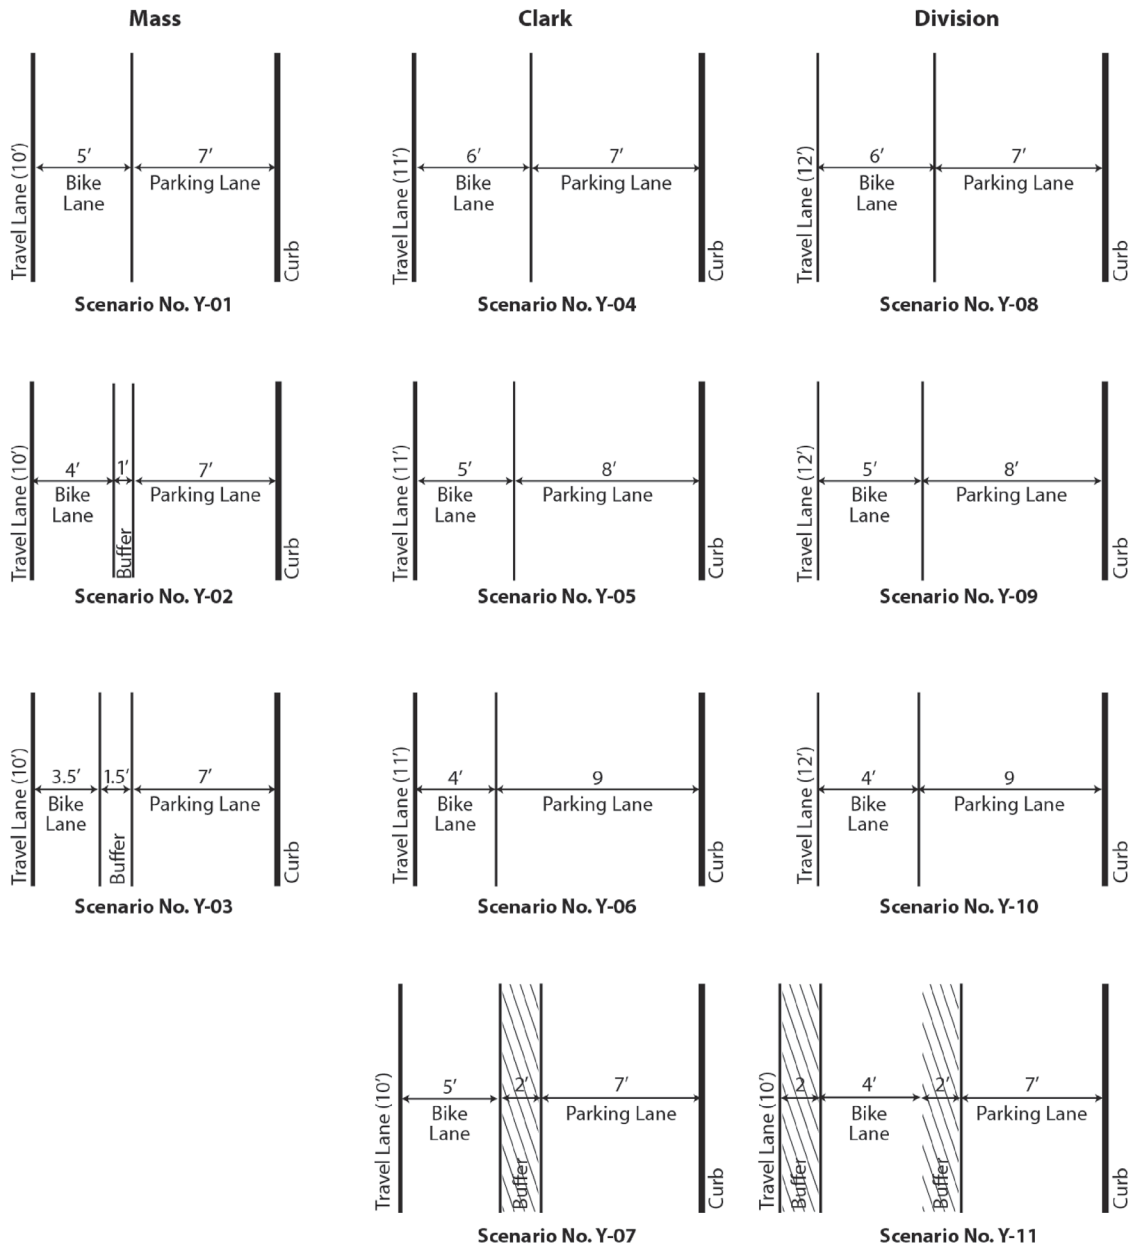 Mass
Clark
Division
Travel Lane (10′)
5′
Bike
Lane
7′
Parking Lane
Curb
Scenario No. Y-01
Travel Lane (11′)
6′
Bike
Lane
7′
Parking Lane
Curb
Scenario No. Y-04
Travel Lane (12′)
6′
Bike
Lane
7′
Parking Lane
Curb
Scenario No. Y-08
Travel Lane (10′)
4′
Bike
Lane
1′
Buffer
7′
Parking Lane
Curb
Scenario No. Y-02
Travel Lane (11′)
5′
Bike
Lane
8′
Parking Lane
Curb
Scenario No. Y-05
Travel Lane (12′)
5′
Bike
Lane
8′
Parking Lane
Curb
Scenario No. Y-09
Travel Lane (10′)
3.5′
Bike
Lane
1.5′
Buffer
7′
Parking Lane
Curb
Scenario No. Y-03
Travel Lane (11′)
4′
Bike
Lane
9
Parking Lane
Curb
Scenario No. Y-06
Travel Lane (12′)
4′
Bike
Lane
9
Parking Lane
Curb
Scenario No. Y-10
Travel Lane (10′)
5′
Bike
Lane
2′
Buffer
7′
Parking Lane
Curb
Scenario No. Y-07
Travel Lane (10′)
2
Buffer
4′
Bike
Lane
2′
Buffer
7′
Parking Lane
Curb
Scenario No. Y-11